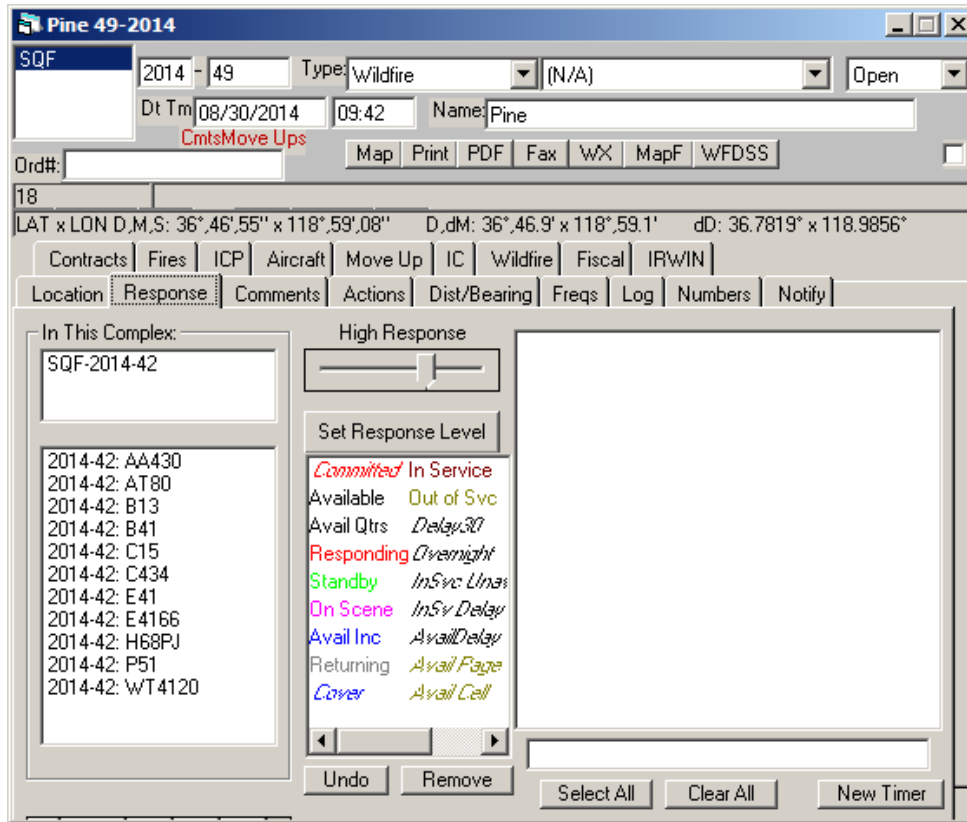 Pine 49-2014
SQF
2014 - 49 Type: Wildfire (N/A) Open
Dt Tm 08/30/2014 09:42 Name: Pine
CmtsMove Ups
Ord#: Map Print PDF Fax WX MapF WFDSS
18
LAT x LON D,M,S: 36°,46',55'' x 118°,59',08'' D,dM: 36°,46.9' x 118°,59.1' dD: 36.7819° x 118.9856°
Contracts Fires ICP Aircraft Move Up IC Wildfire Fiscal IRWIN
Location Response Comments Actions Dist/Bearing Freqs Log Numbers Notify
In This Complex:
SQF-2014-42
2014-42: AA430
2014-42: AT80
2014-42: B13
2014-42: B41
2014-42: C15
2014-42: C434
2014-42: E41
2014-42: E4166
2014-42: H68PJ
2014-42: P51
2014-42: WT4120
High Response
Set Response Level
Committed In Service
Available Out of Svc
Avail Qtrs Delay30
Responding Overnight
Standby InSvc Una
On Scene InSv Delay
Avail Inc AvailDelay
Returning Avail Page
Cover Avail Cell
Undo Remove
Select All Clear All New Timer